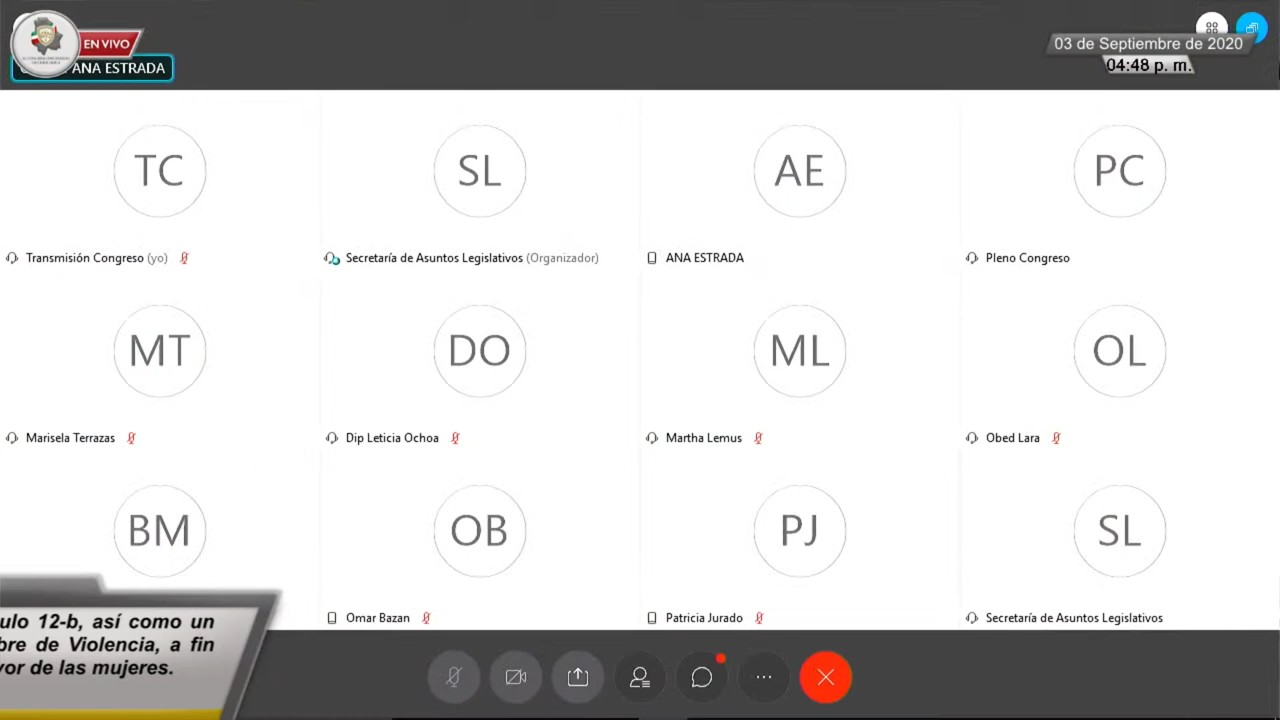 EN VIVO
ANA ESTRADA
03 de Septiembre de 2020
04:48 p. m.
TC
SL
AE
PC
Transmisión Congreso (yo)
Secretaría de Asuntos Legislativos (Organizador)
ANA ESTRADA
Pleno Congreso
MT
DO
ML
OL
Marisela Terrazas
Dip Leticia Ochoa
Martha Lemus
Obed Lara
BM
OB
PJ
SL
Omar Bazan
Patricia Jurado
Secretaría de Asuntos Legislativos
ulo 12-b, así como un
bre de Violencia, a fin
vor de las mujeres.